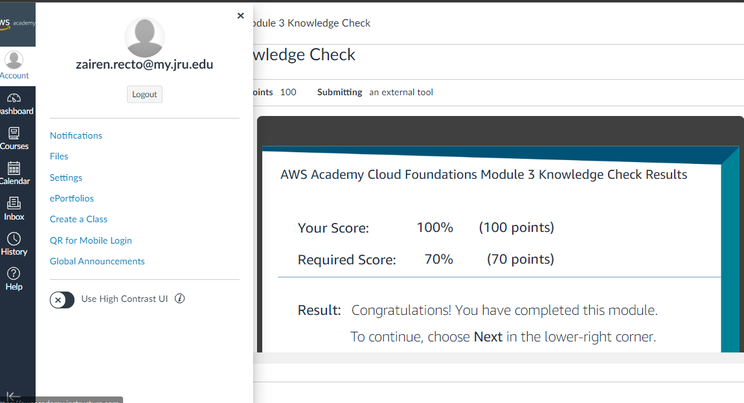 aws academy
Account
Dashboard
Courses
Calendar
Inbox
History
Help
×
zairen.recto@my.jru.edu
Logout
Notifications
Files
Settings
ePortfolios
Create a Class
QR for Mobile Login
Global Announcements
Use High Contrast UI
odule 3 Knowledge Check
wledge Check
oints 100 Submitting an external tool
AWS Academy Cloud Foundations Module 3 Knowledge Check Results
Your Score: 100% (100 points)
Required Score: 70% (70 points)
Result: Congratulations! You have completed this module.
To continue, choose Next in the lower-right corner.